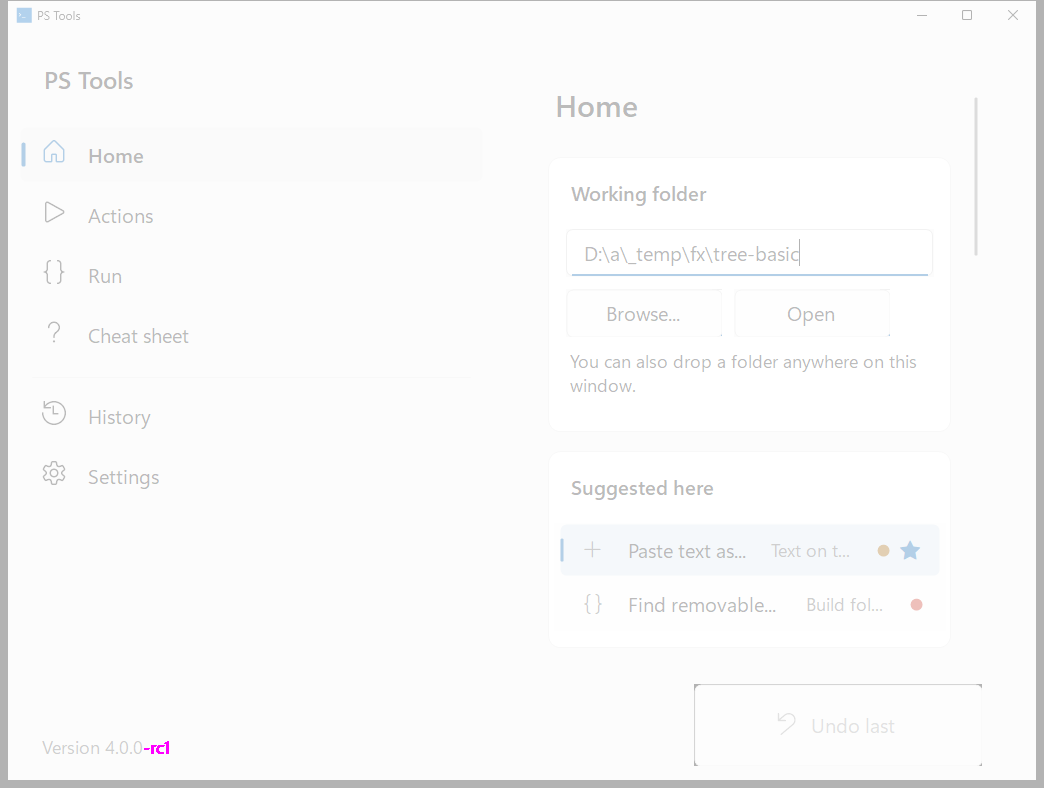 PS Tools
PS Tools
Home
Actions
Run
Cheat sheet
History
Settings
Version 4.0.0-rc1
Home
Working folder
D:\a\_temp\fx\tree-basic
Browse... Open
You can also drop a folder anywhere on this
window.
Suggested here
Paste text as... Text on t...
Find removable... Build fol...
Undo last